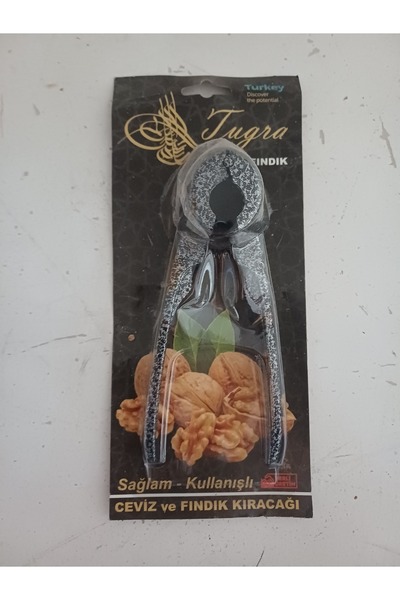 Turkey
Discover
the potential
Tugra
FINDIK
Sağlam - Kullanışlı
CEVİZ ve FINDIK KIRACAĞI